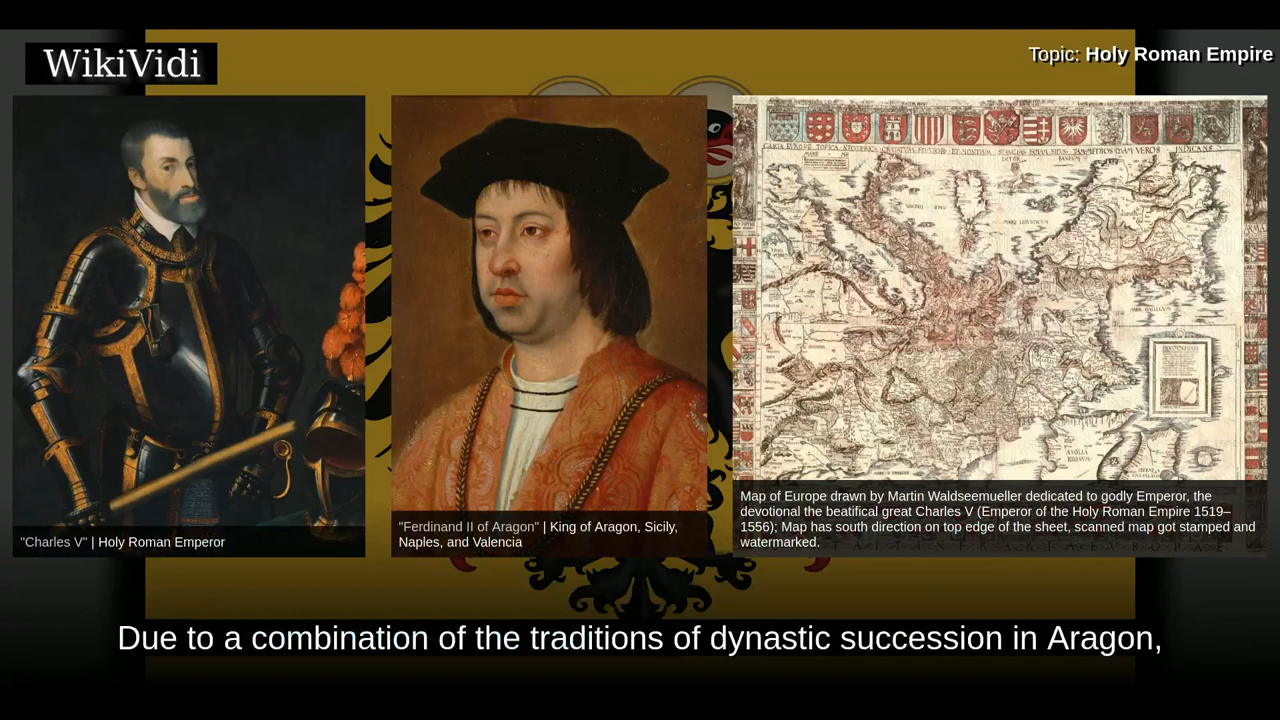 WikiVidi
Topic: Holy Roman Empire
"Charles V" | Holy Roman Emperor
"Ferdinand II of Aragon" | King of Aragon, Sicily,
Naples, and Valencia
Map of Europe drawn by Martin Waldseemueller dedicated to godly Emperor, the
devotional the beatifical great Charles V (Emperor of the Holy Roman Empire 1519–
1556); Map has south direction on top edge of the sheet, scanned map got stamped and
watermarked.
Due to a combination of the traditions of dynastic succession in Aragon,